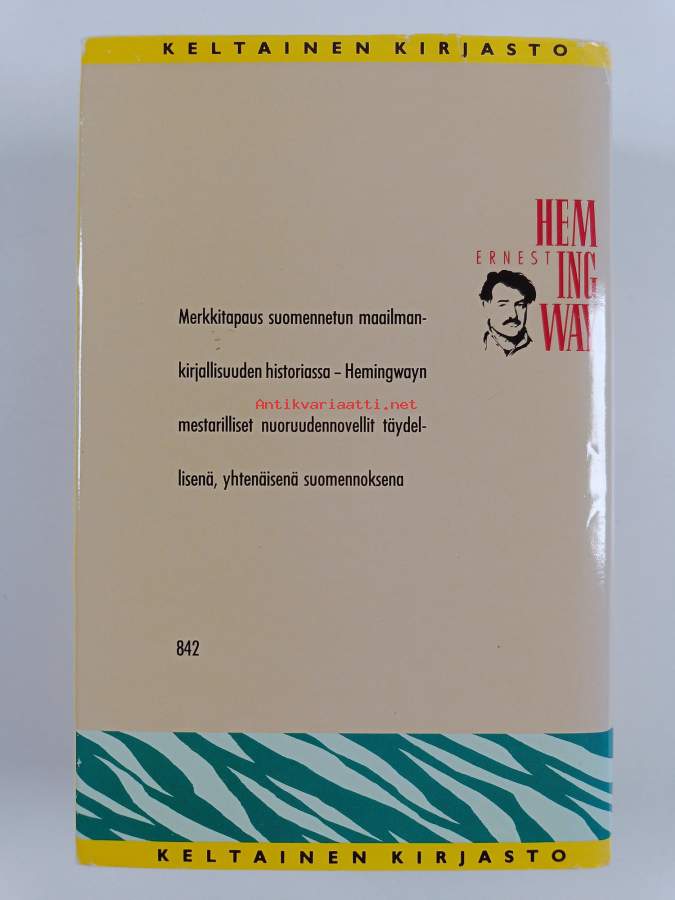 KELTAINEN KIRJASTO
HEM
ERNEST ING
WAY
Merkkitapaus suomennetun maailman-
kirjallisuuden historiassa – Hemingwayn
Antikvariaatti.net
mestarilliset nuoruudennovellit täydel-
lisenä, yhtenäisenä suomennoksena
842
KELTAINEN KIRJASTO